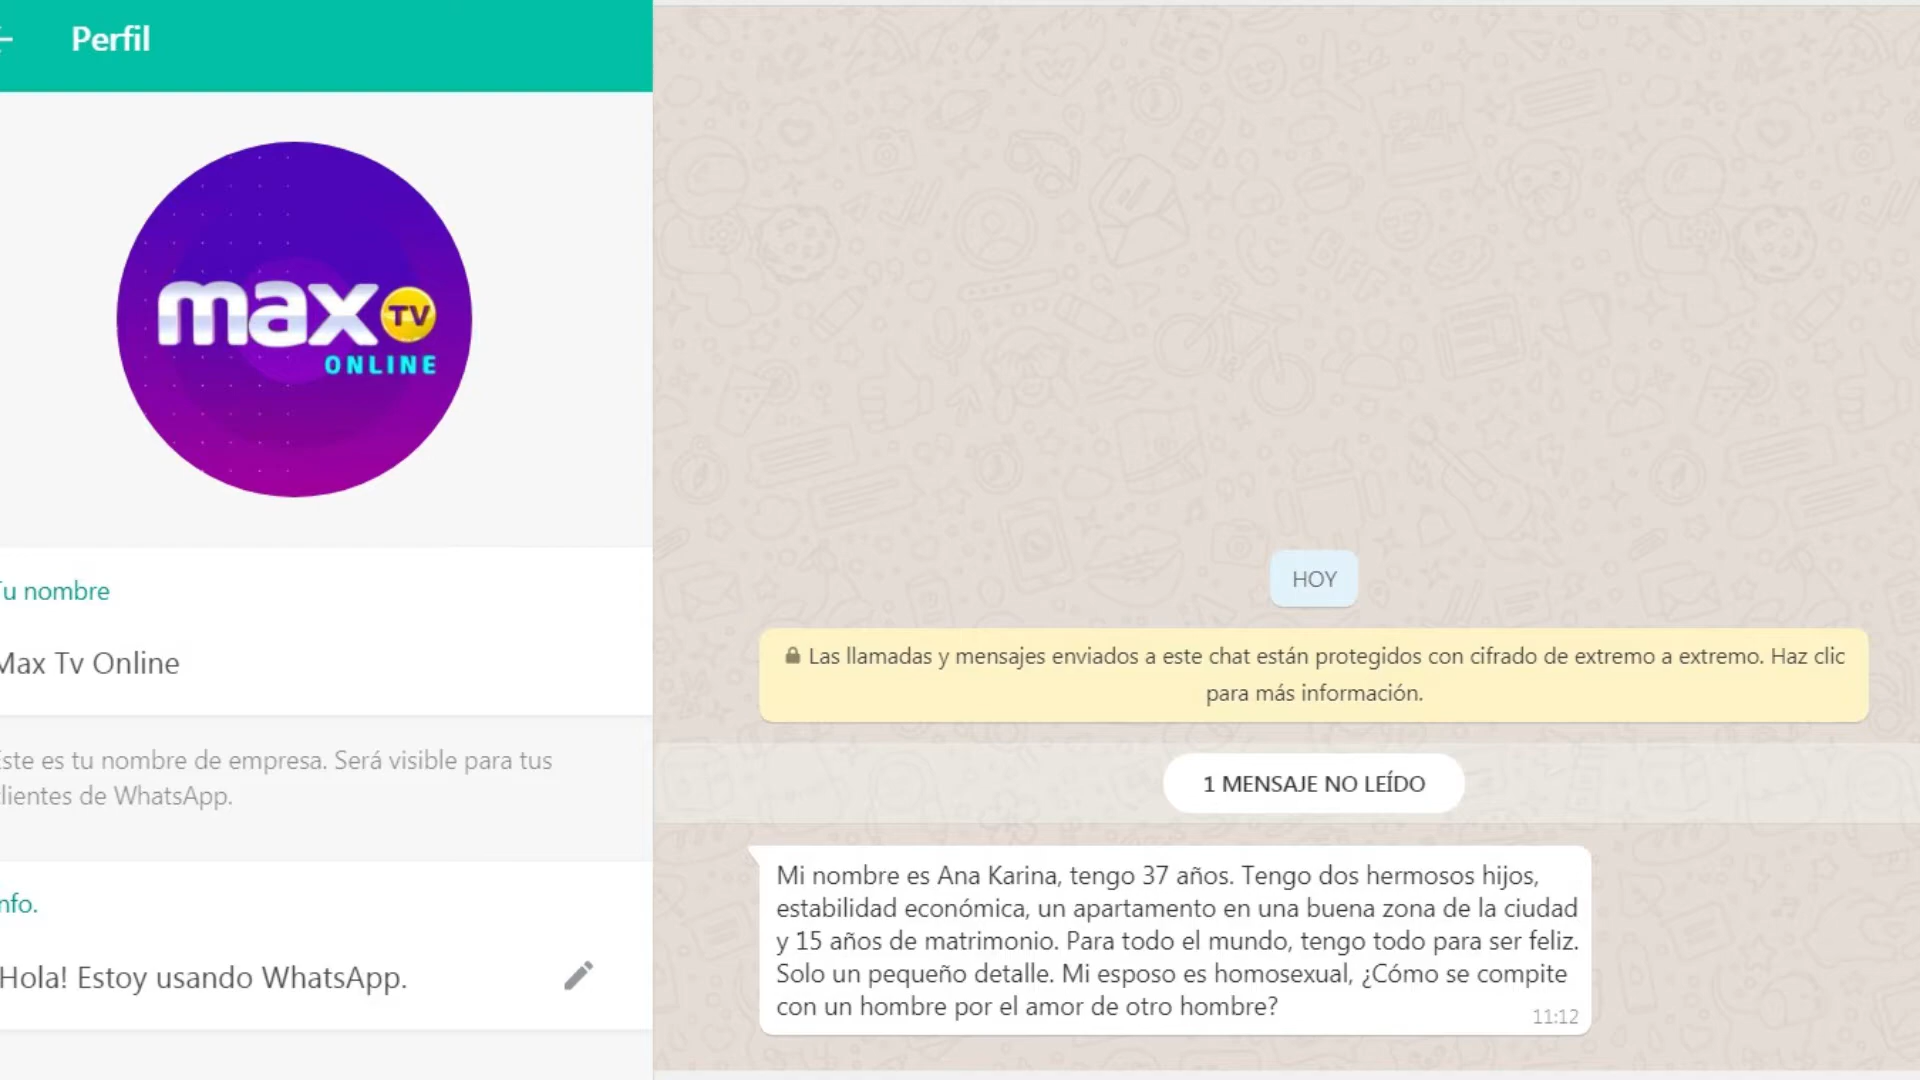 Perfil
max TV
ONLINE
u nombre
Max Tv Online
ste es tu nombre de empresa. Será visible para tus
lientes de WhatsApp.
nfo.
Hola! Estoy usando WhatsApp.
HOY
Las llamadas y mensajes enviados a este chat están protegidos con cifrado de extremo a extremo. Haz clic
para más información.
1 MENSAJE NO LEÍDO
Mi nombre es Ana Karina, tengo 37 años. Tengo dos hermosos hijos,
estabilidad económica, un apartamento en una buena zona de la ciudad
y 15 años de matrimonio. Para todo el mundo, tengo todo para ser feliz.
Solo un pequeño detalle. Mi esposo es homosexual, ¿Cómo se compite
con un hombre por el amor de otro hombre?
11:12